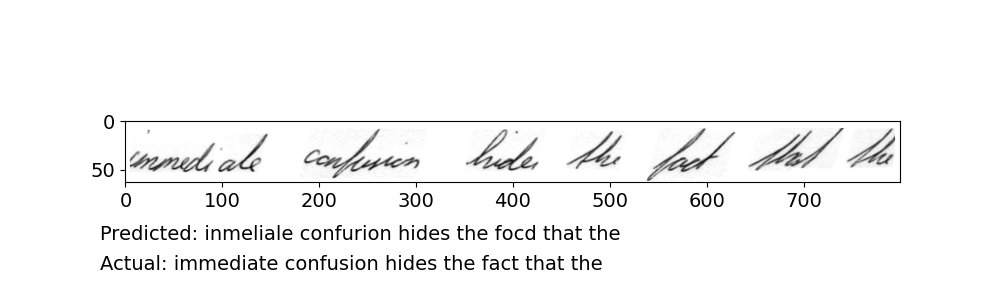 0
immediate confusion hides the fact that the
50
0 100 200 300 400 500 600 700
Predicted: inmeliale confurion hides the focd that the
Actual: immediate confusion hides the fact that the